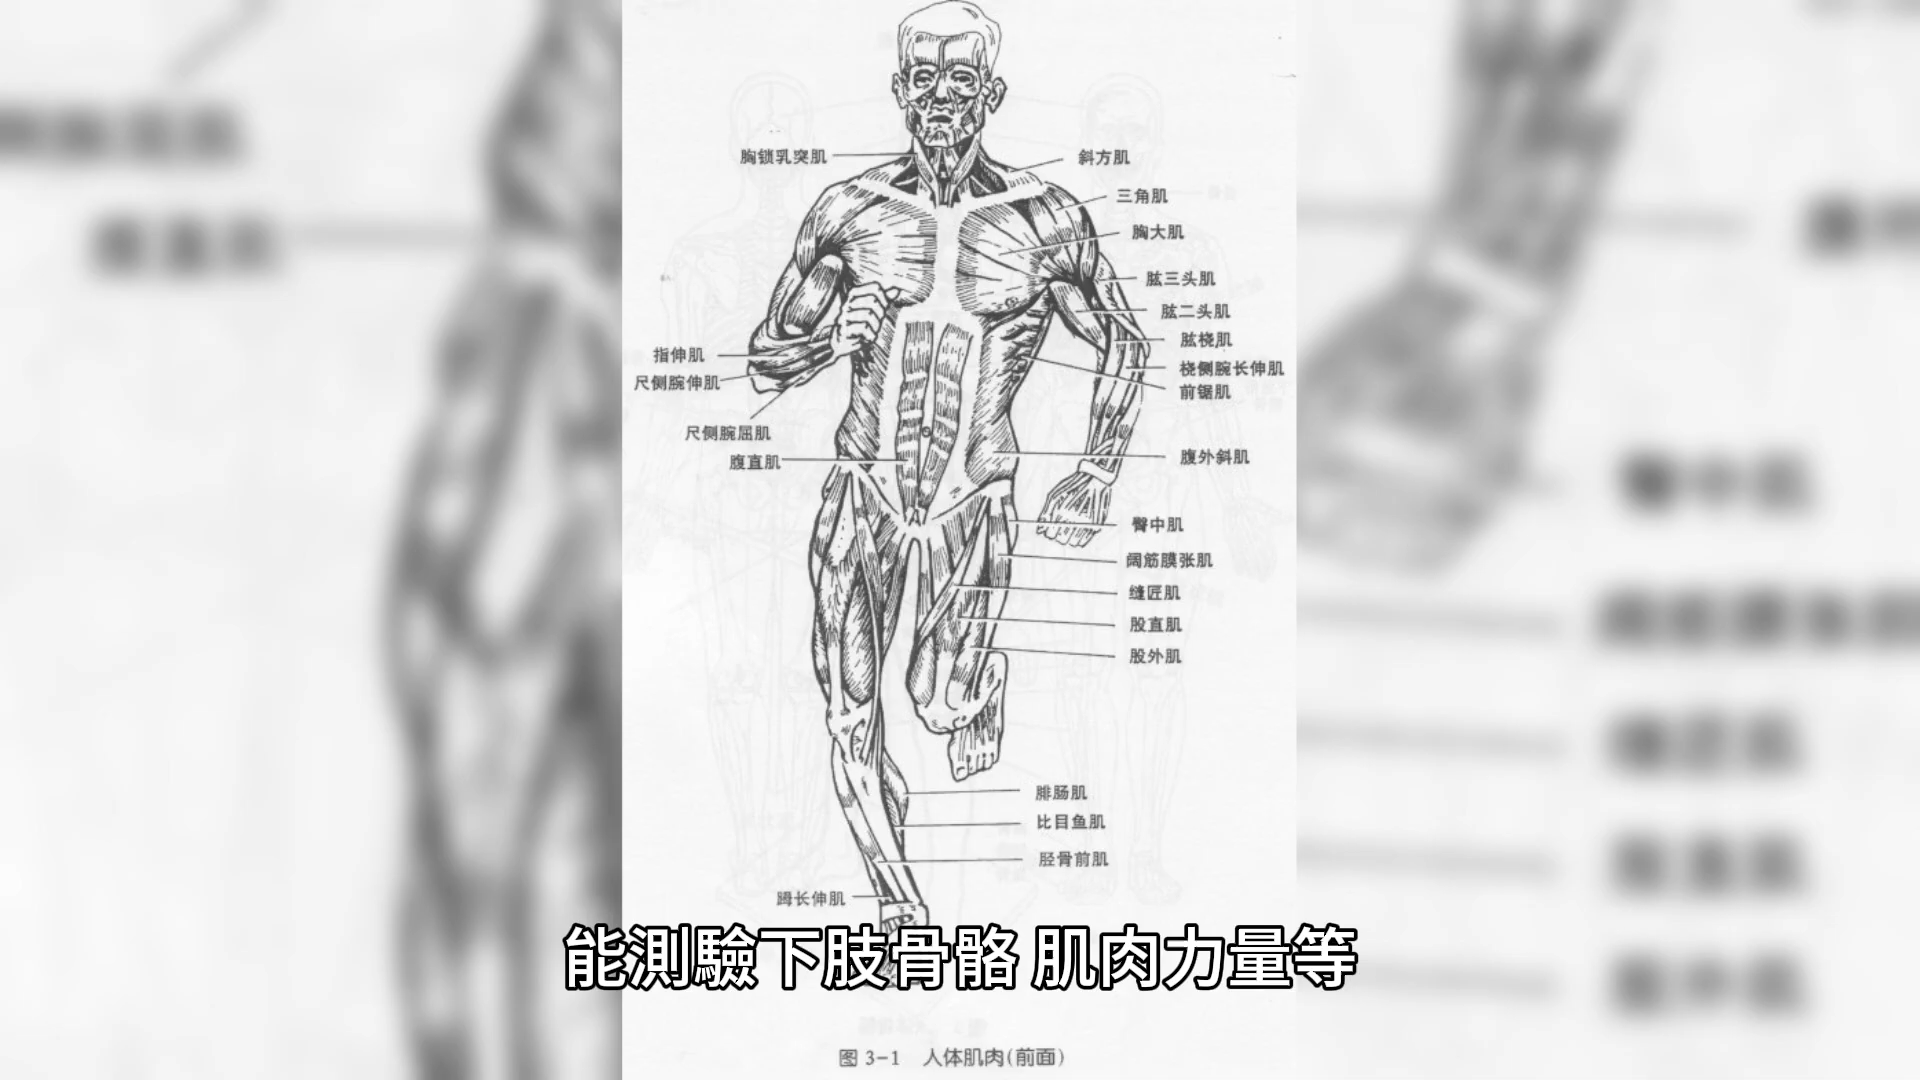 胸锁乳突肌
斜方肌
三角肌
胸大肌
肱三头肌
肱二头肌
肱桡肌
指伸肌
桡侧腕长伸肌
尺侧腕伸肌
前锯肌
尺侧腕屈肌
腹直肌
腹外斜肌
臀中肌
阔筋膜张肌
缝匠肌
股直肌
股外肌
腓肠肌
比目鱼肌
胫骨前肌
𧿹长伸肌
能測驗下肢骨骼 肌肉力量等
图 3-1 人体肌肉(前面)